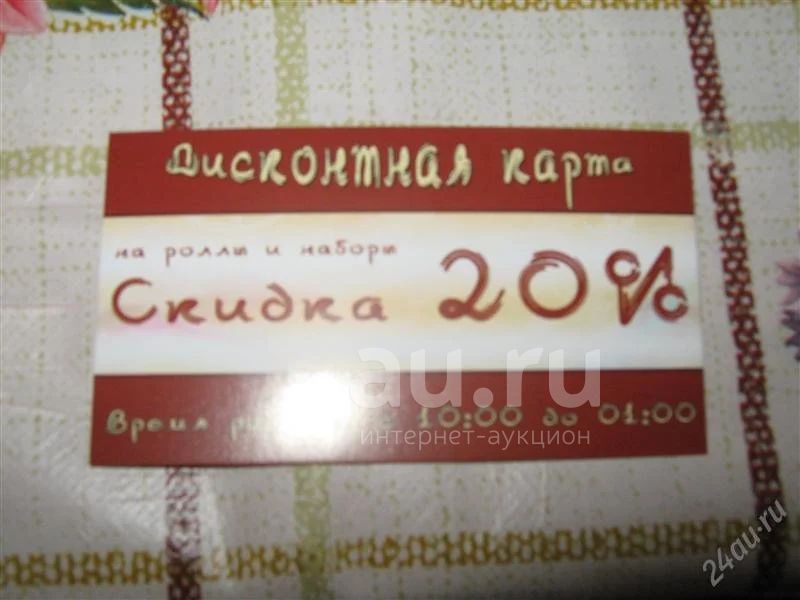 Дисконтная карта
на роллы и наборы
Скидка 20%
au.ru
Время с 10:00 до 01:00
интернет-аукцион
24au.ru